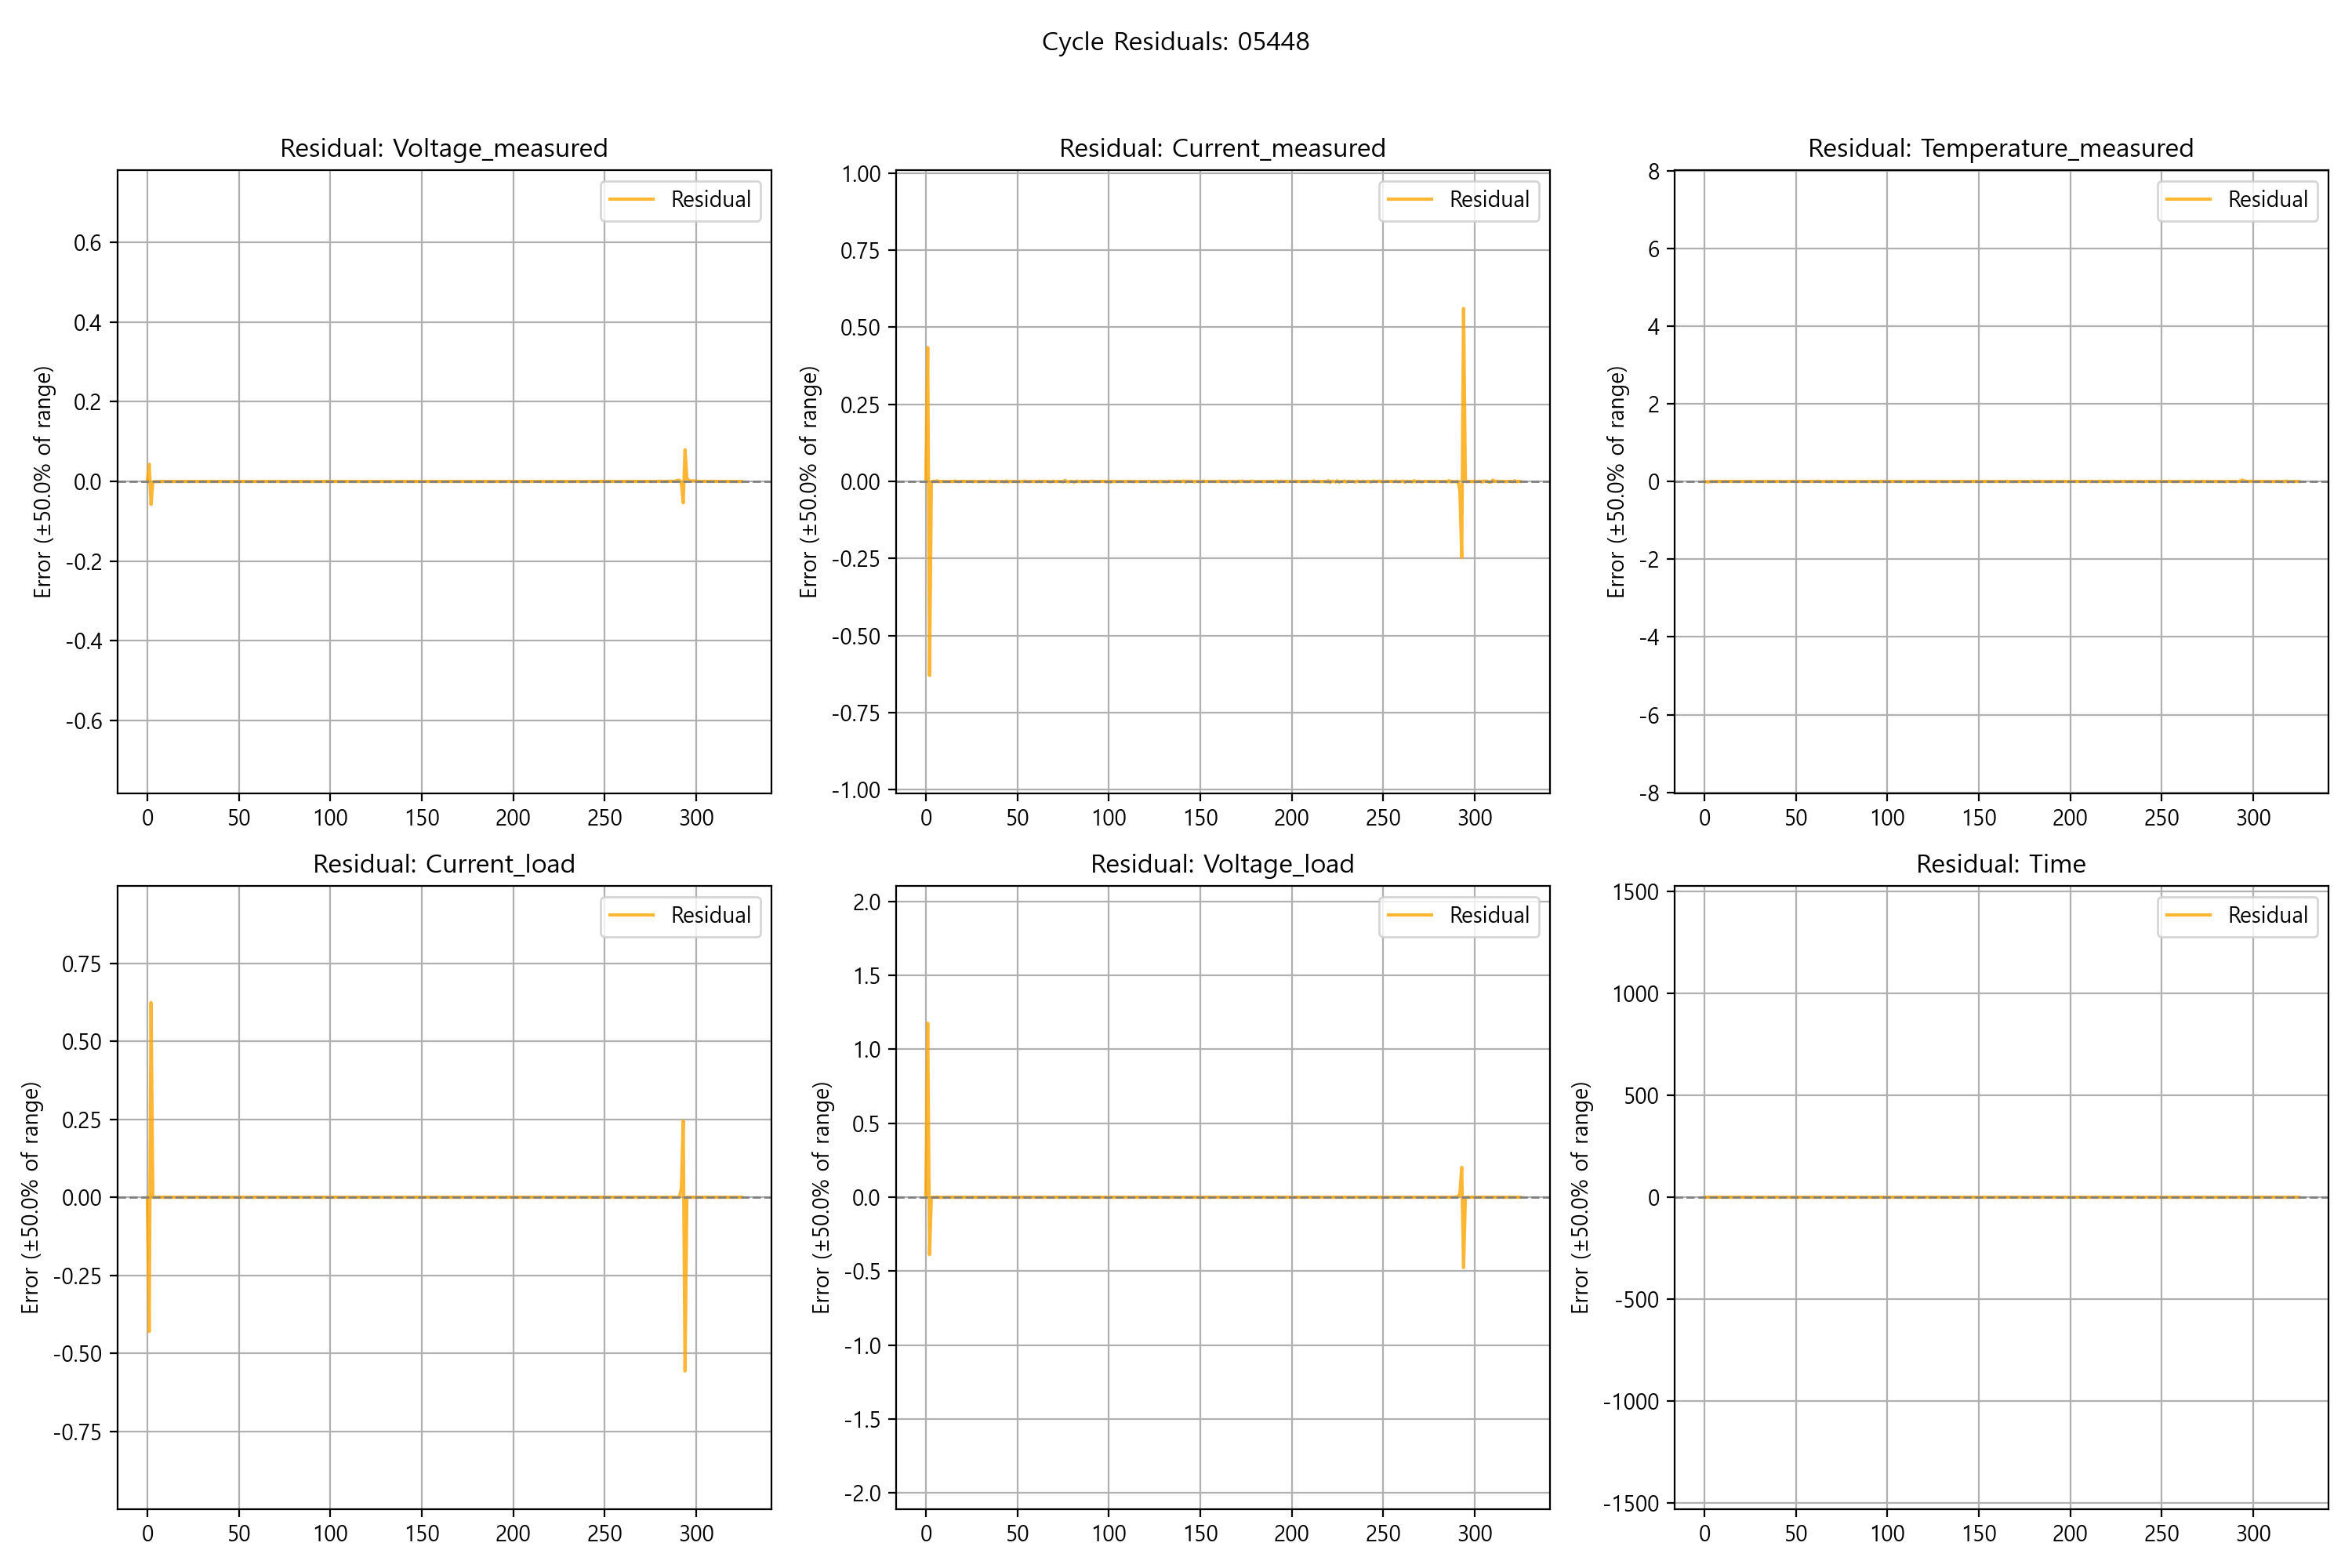 Cycle Residuals: 05448
Residual: Voltage_measured
Residual: Current_measured
Residual: Temperature_measured
Residual
Residual
Residual
Error (±50.0% of range)
0.6
0.4
0.2
0.0
-0.2
-0.4
-0.6
0 50 100 150 200 250 300
Error (±50.0% of range)
1.00
0.75
0.50
0.25
0.00
-0.25
-0.50
-0.75
-1.00
0 50 100 150 200 250 300
Error (±50.0% of range)
8
6
4
2
0
-2
-4
-6
-8
0 50 100 150 200 250 300
Residual: Current_load
Residual: Voltage_load
Residual: Time
Residual
Residual
Residual
Error (±50.0% of range)
0.75
0.50
0.25
0.00
-0.25
-0.50
-0.75
0 50 100 150 200 250 300
Error (±50.0% of range)
2.0
1.5
1.0
0.5
0.0
-0.5
-1.0
-1.5
-2.0
0 50 100 150 200 250 300
Error (±50.0% of range)
1500
1000
500
0
-500
-1000
-1500
0 50 100 150 200 250 300